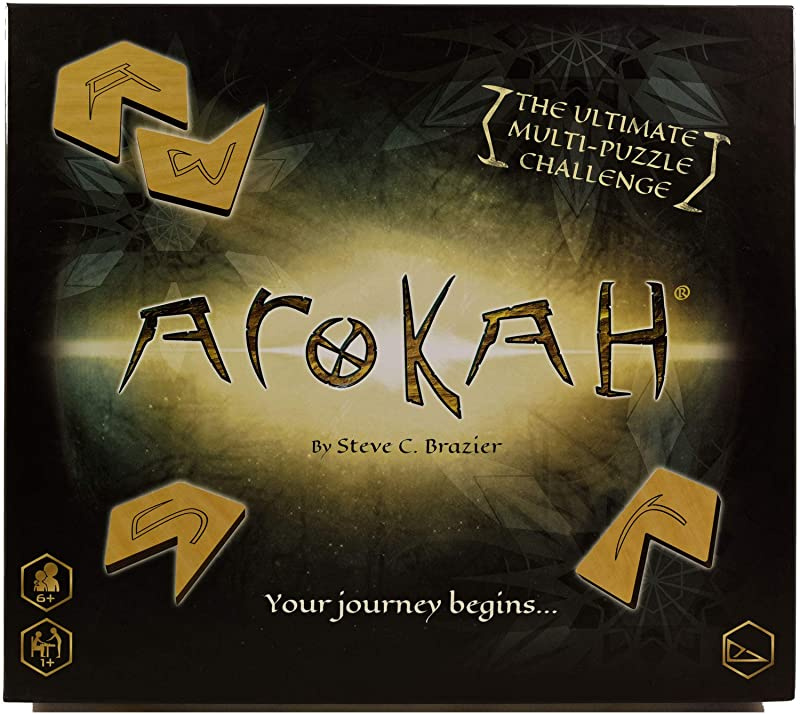 THE ULTIMATE
MULTI-PUZZLE
CHALLENGE
AroKAH®
By Steve C. Brazier
Your journey begins...
6+
1+